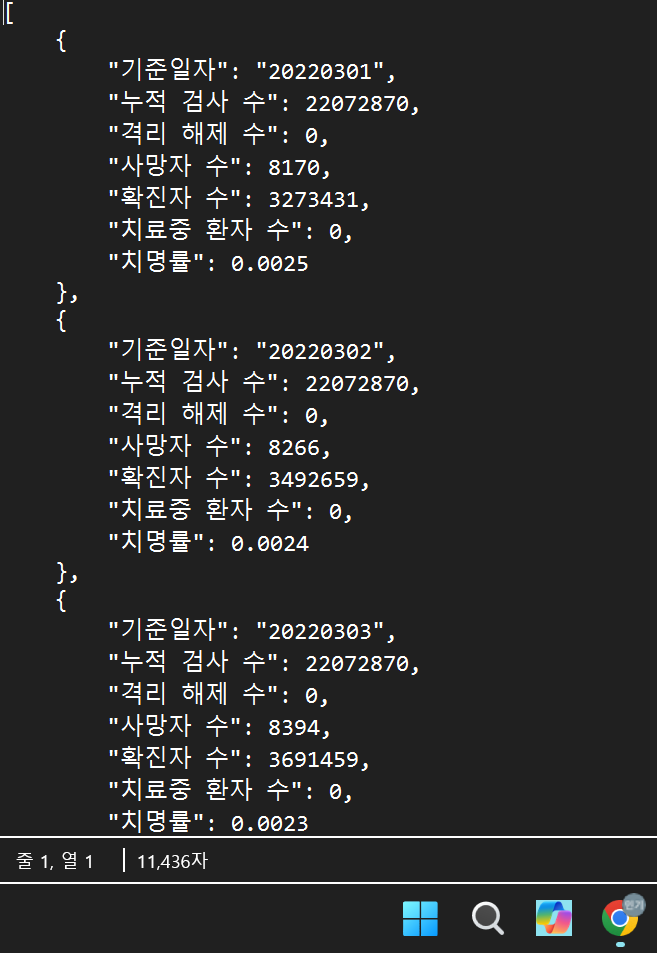 [
{
"기준일자": "20220301",
"누적 검사 수": 22072870,
"격리 해제 수": 0,
"사망자 수": 8170,
"확진자 수": 3273431,
"치료중 환자 수": 0,
"치명률": 0.0025
},
{
"기준일자": "20220302",
"누적 검사 수": 22072870,
"격리 해제 수": 0,
"사망자 수": 8266,
"확진자 수": 3492659,
"치료중 환자 수": 0,
"치명률": 0.0024
},
{
"기준일자": "20220303",
"누적 검사 수": 22072870,
"격리 해제 수": 0,
"사망자 수": 8394,
"확진자 수": 3691459,
"치료중 환자 수": 0,
"치명률": 0.0023
줄 1, 열 1 11,436자
인기